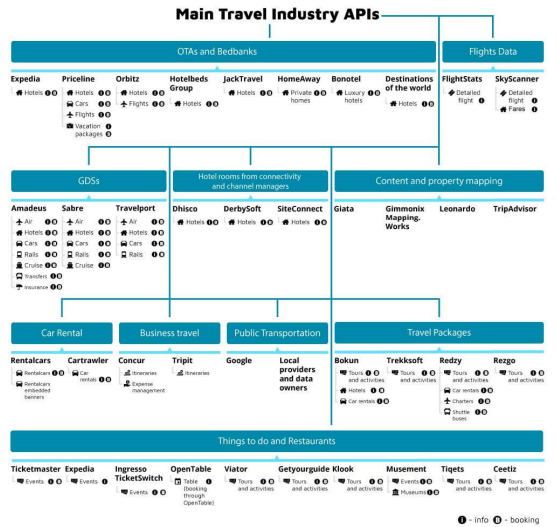 Main Travel Industry APIs
OTAs and Bedbanks
Flights Data
Expedia
Hotels i B
Priceline
Hotels i B
Cars i B
Flights i B
Vacation i
packages B
Orbitz
Hotels i B
Flights i B
Hotelbeds
Group
Hotels i B
JackTravel
Hotels i B
HomeAway
Private i B
homes
Bonotel
Luxury i B
hotels
Destinations
of the world
Hotels i B
FlightStats
Detailed
flight i
SkyScanner
Detailed
flight i
Fares i
GDSs
Hotel rooms from connectivity
and channel managers
Content and property mapping
Amadeus
Air i B
Hotels i B
Cars i B
Rails i B
Cruise i B
Transfers i B
Insurance i B
Sabre
Air i B
Hotels i B
Cars i B
Rails i B
Cruise i B
Travelport
Air i B
Hotels i B
Cars i B
Rails i B
Dhisco
Hotels i B
DerbySoft
Hotels i B
SiteConnect
Hotels i B
Giata
Gimmonix
Mapping.
Works
Leonardo
TripAdvisor
Car Rental
Business travel
Public Transportation
Travel Packages
Rentalcars
Rentalcars i B
Rentalcars
embedded
banners
Cartrawler
Car
rentals i B
Concur
Itineraries
Expense
management
Tripit
Itineraries
Google
Local
providers
and data
owners
Bokun
Tours i B
and activities
Hotels i B
Car rentals i B
Trekksoft
Tours i B
and activities
Redzy
Tours i B
and activities
Car rentals i B
Charters i B
Shuttle i B
buses
Rezgo
Tours i B
and activities
Things to do and Restaurants
Ticketmaster
Events i B
Expedia
Events i
Ingresso
TicketSwitch
Events i B
OpenTable
Table i
(booking
through
OpenTable)
Viator
Tours i B
and activities
Getyourguide
Tours i B
and activities
Klook
Tours i B
and activities
Musement
Events i B
Museums i B
Tiqets
Tours i B
and activities
Ceetiz
Tours i B
and activities
i - info B - booking